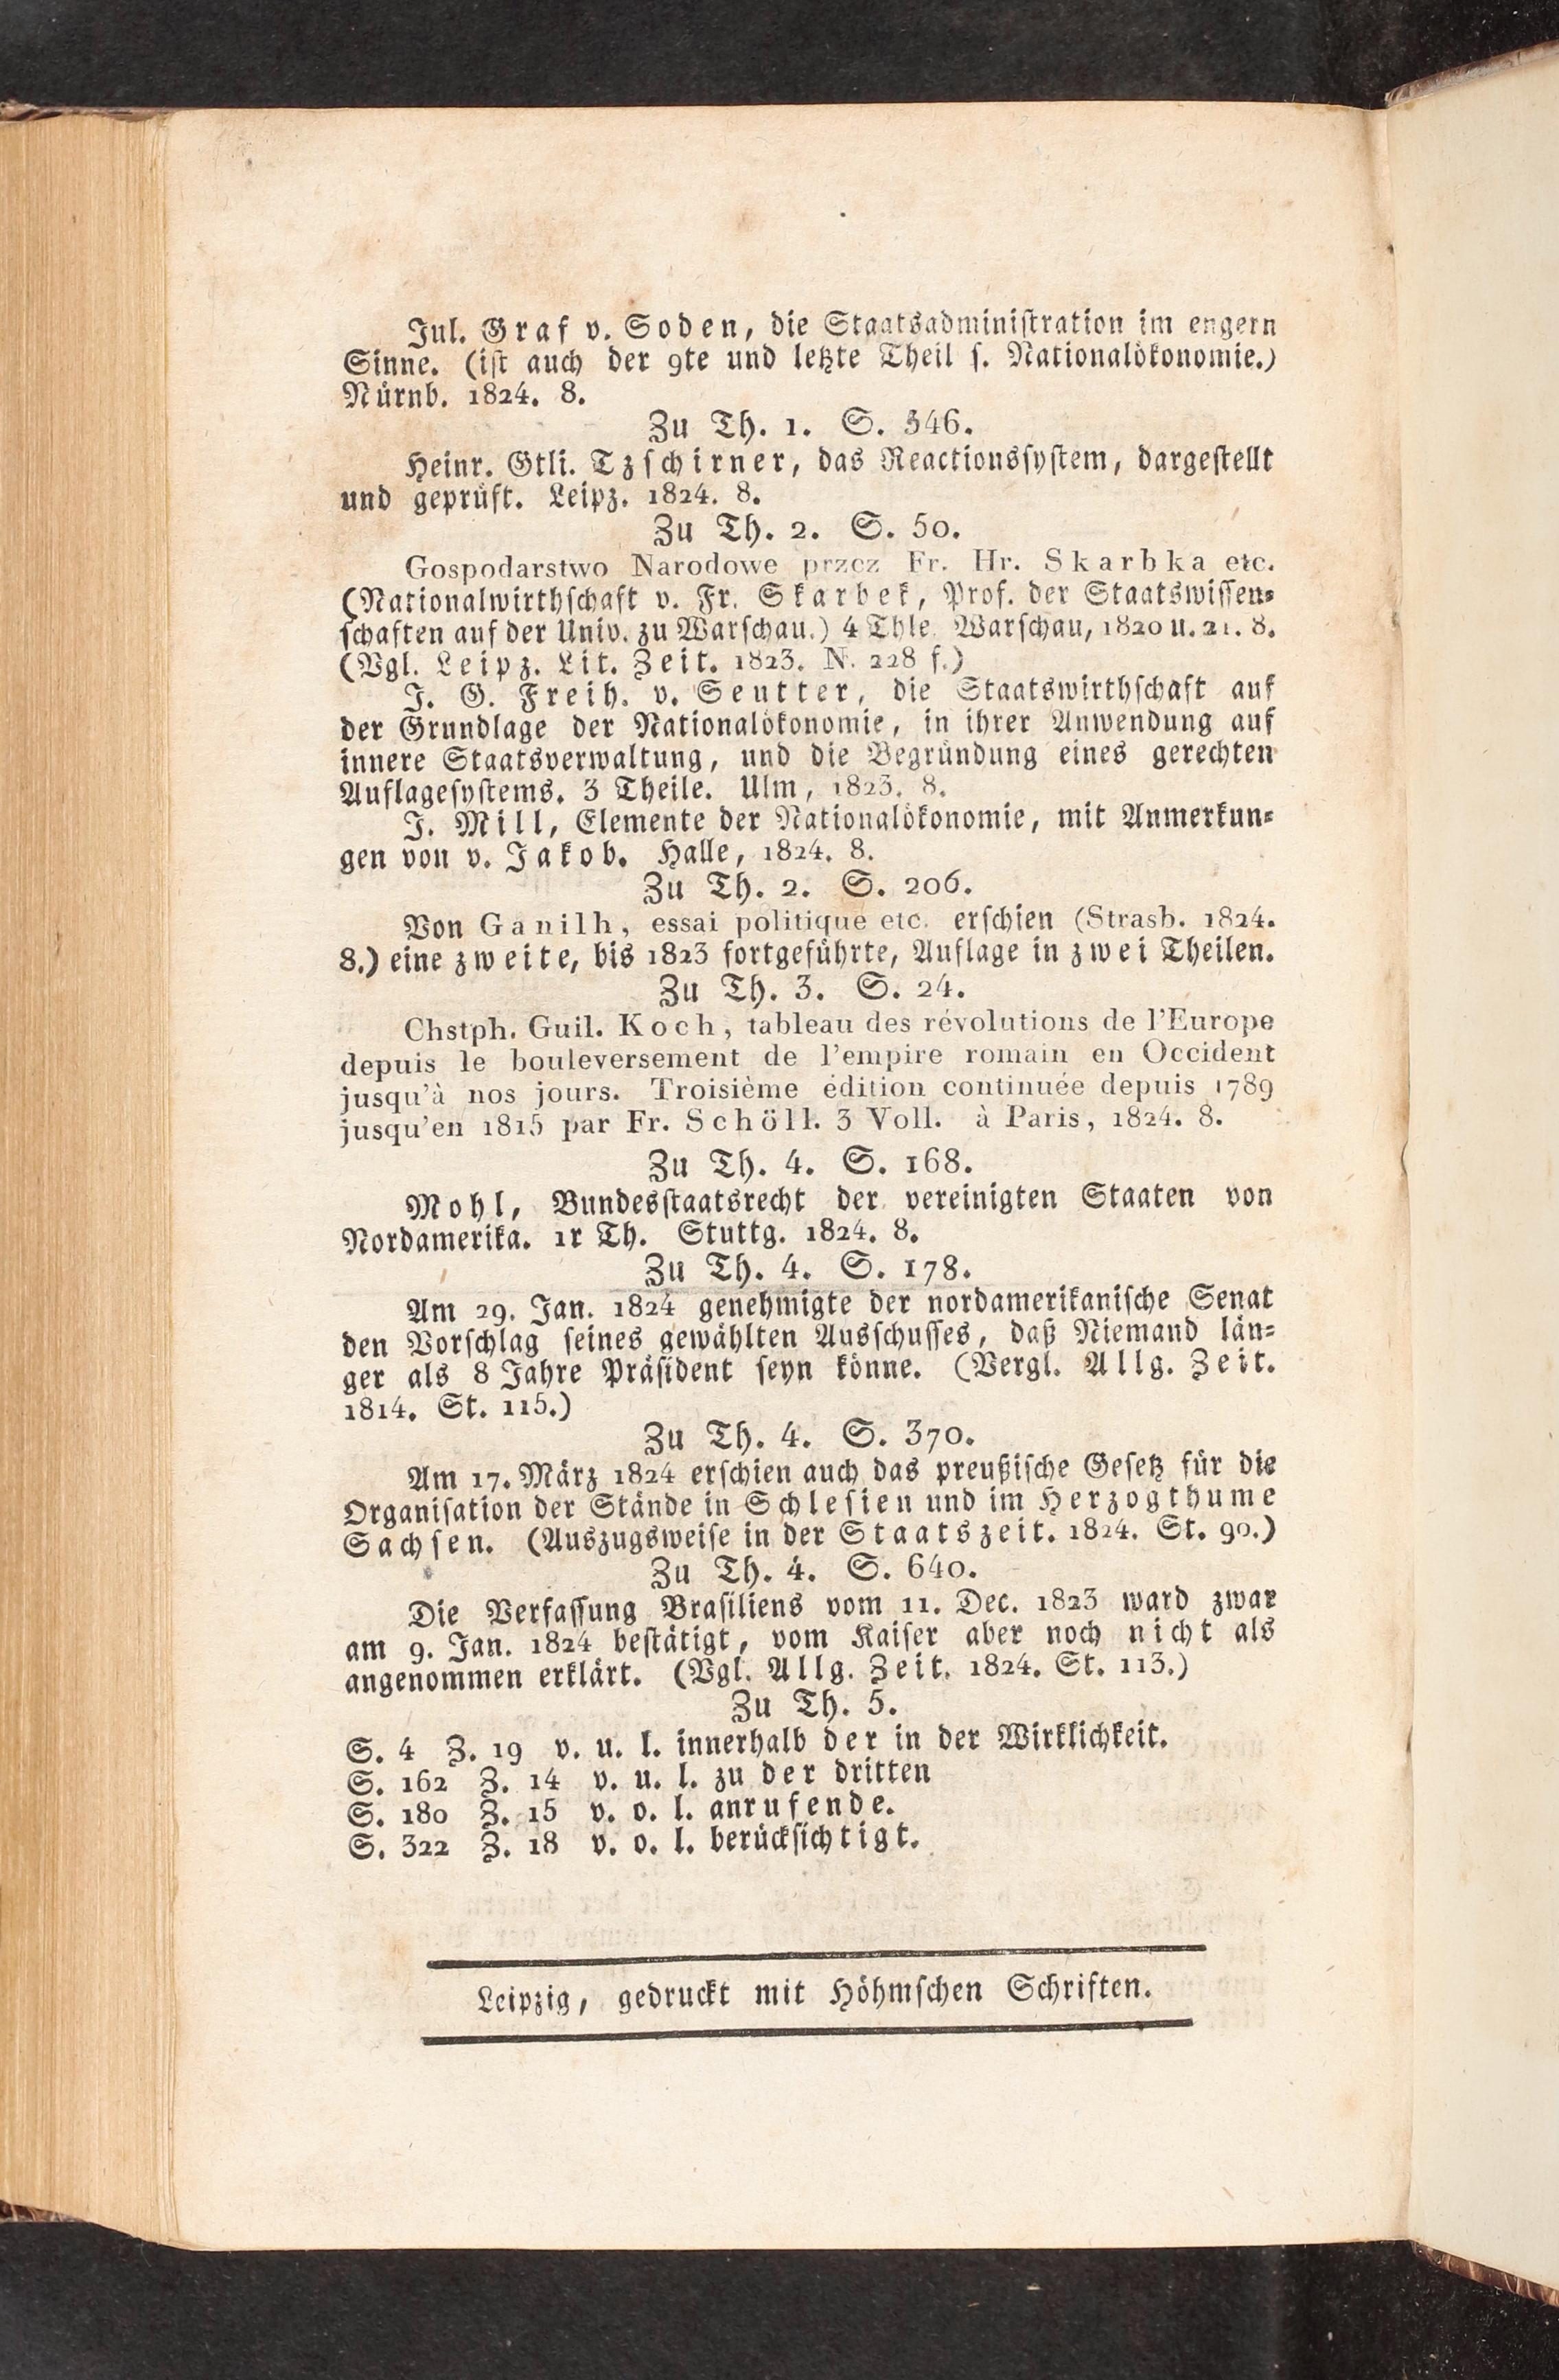 Jul. Graf v. Soden, die Staatsadministration im engern
Sinne. (ist auch der 9te und letzte Theil s. Nationalökonomie.)
Nürnb. 1824. 8.
Zu Th. 1. S. 346.
Heinr. Gtli. Tzschirner, das Reactionssystem, dargestellt
und geprüft. Leipz. 1824. 8.
Zu Th. 2. S. 50.
Gospodarstwo Narodowe przez Fr. Hr. Skarbka etc.
(Nationalwirthschaft v. Fr. Skarbek, Prof. der Staatswissen-
schaften auf der Univ. zu Warschau.) 4 Thle. Warschau, 1820 u. 21. 8.
(Vgl. Leipz. Lit. Zeit. 1823. N. 228 f.)
J. G. Freih. v. Seutter, die Staatswirthschaft auf
der Grundlage der Nationalökonomie, in ihrer Anwendung auf
innere Staatsverwaltung, und die Begründung eines gerechten
Auflagesystems. 3 Theile. Ulm, 1823. 8.
J. Mill, Elemente der Nationalökonomie, mit Anmerkun-
gen von v. Jakob. Halle, 1824. 8.
Zu Th. 2. S. 206.
Von Ganilh, essai politique etc. erschien (Strasb. 1824.
8.) eine zweite, bis 1823 fortgeführte, Auflage in zwei Theilen.
Zu Th. 3. S. 24.
Chstph. Guil. Koch, tableau des révolutions de l'Europe
depuis le bouleversement de l'empire romain en Occident
jusqu'à nos jours. Troisième édition continuée depuis 1789
jusqu'en 1815 par Fr. Schöll. 3 Voll. à Paris, 1824. 8.
Zu Th. 4. S. 168.
Mohl, Bundesstaatsrecht der vereinigten Staaten von
Nordamerika. 1r Th. Stuttg. 1824. 8.
Zu Th. 4. S. 178.
Am 29. Jan. 1824 genehmigte der nordamerikanische Senat
den Vorschlag seines gewählten Ausschusses, daß Niemand län-
ger als 8 Jahre Präsident seyn könne. (Vergl. Allg. Zeit.
1814. St. 115.)
Zu Th. 4. S. 370.
Am 17. März 1824 erschien auch das preußische Gesetz für die
Organisation der Stände in Schlesien und im Herzogthume
Sachsen. (Auszugsweise in der Staatszeit. 1824. St. 90.)
Zu Th. 4. S. 640.
Die Verfassung Brasiliens vom 11. Dec. 1823 ward zwar
am 9. Jan. 1824 bestätigt, vom Kaiser aber noch nicht als
angenommen erklärt. (Vgl. Allg. Zeit. 1824. St. 113.)
Zu Th. 5.
S. 4 Z. 19 v. u. l. innerhalb der in der Wirklichkeit.
S. 162 Z. 14 v. u. l. zu der dritten
S. 180 Z. 15 v. o. l. anrufende.
S. 322 Z. 18 v. o. l. berücksichtigt.
Leipzig, gedruckt mit Höhmschen Schriften.